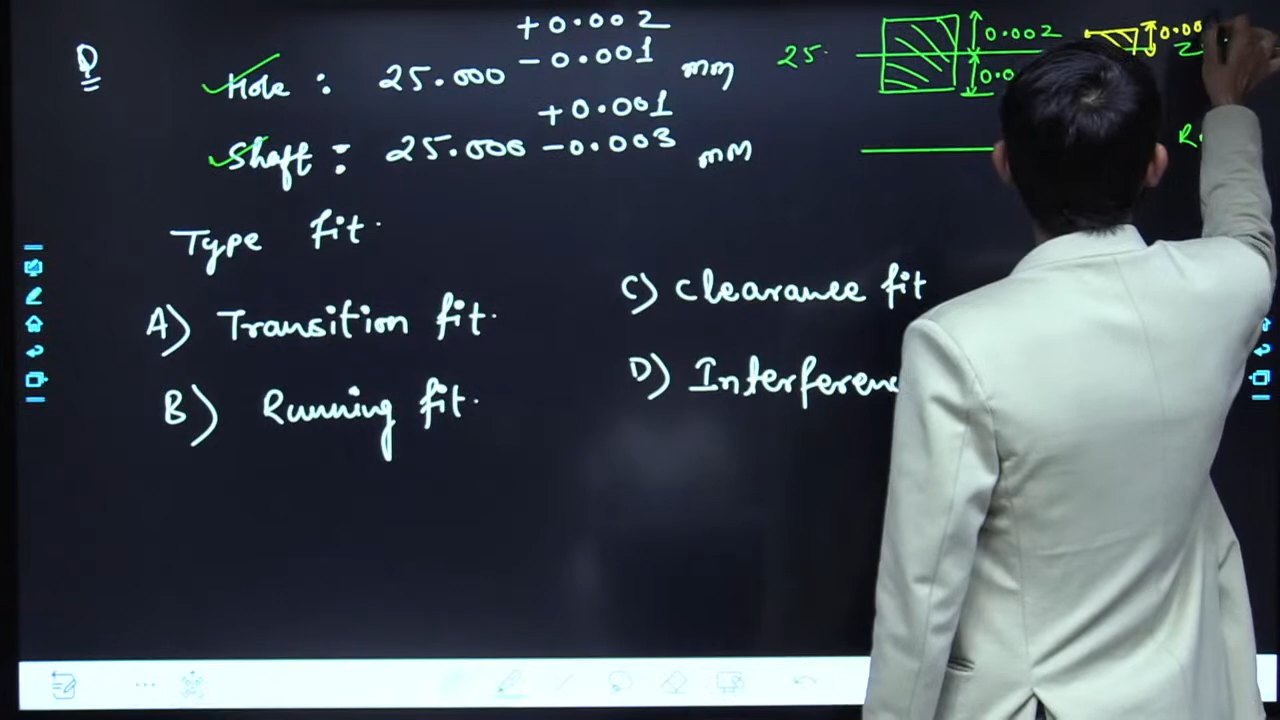 Q
+0.002
Hole : 25.000 -0.001 mm
+0.001
Shaft : 25.000 -0.003 mm
Type fit.
A) Transition fit.
B) Running fit.
C) Clearance fit
D)
25.
0.002